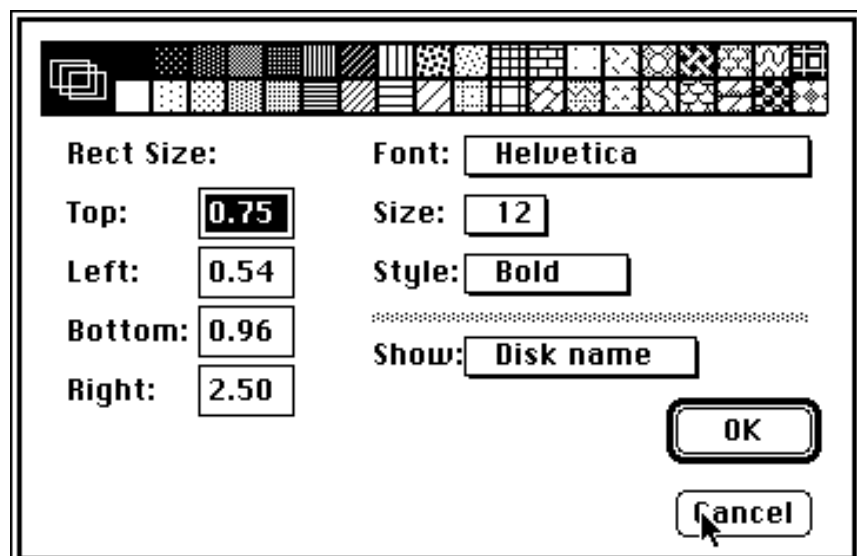 Rect Size:
Top: 0.75
Left: 0.54
Bottom: 0.96
Right: 2.50
Font: Helvetica
Size: 12
Style: Bold
Show: Disk name
OK
Cancel